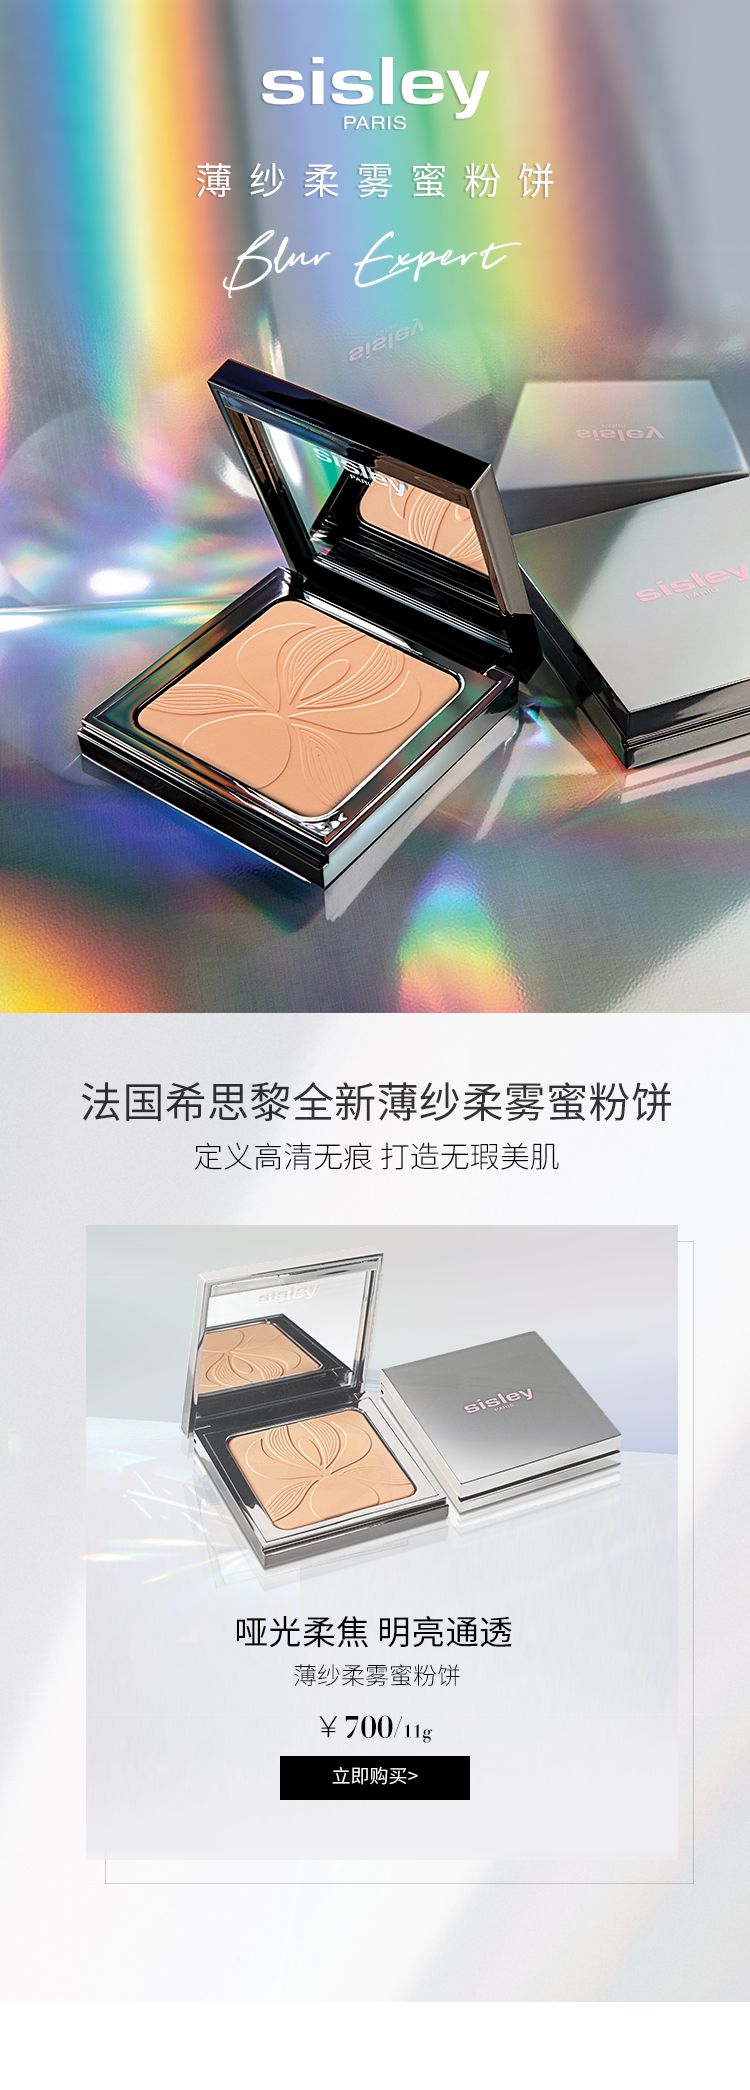 sisley
PARIS
薄纱柔雾蜜粉饼
Blur Expert
sisley
sisley
sisley
PARIS
sisley
PARIS
法国希思黎全新薄纱柔雾蜜粉饼
定义高清无痕 打造无瑕美肌
sisley
sisley
PARIS
哑光柔焦 明亮通透
薄纱柔雾蜜粉饼
￥700/11g
立即购买>